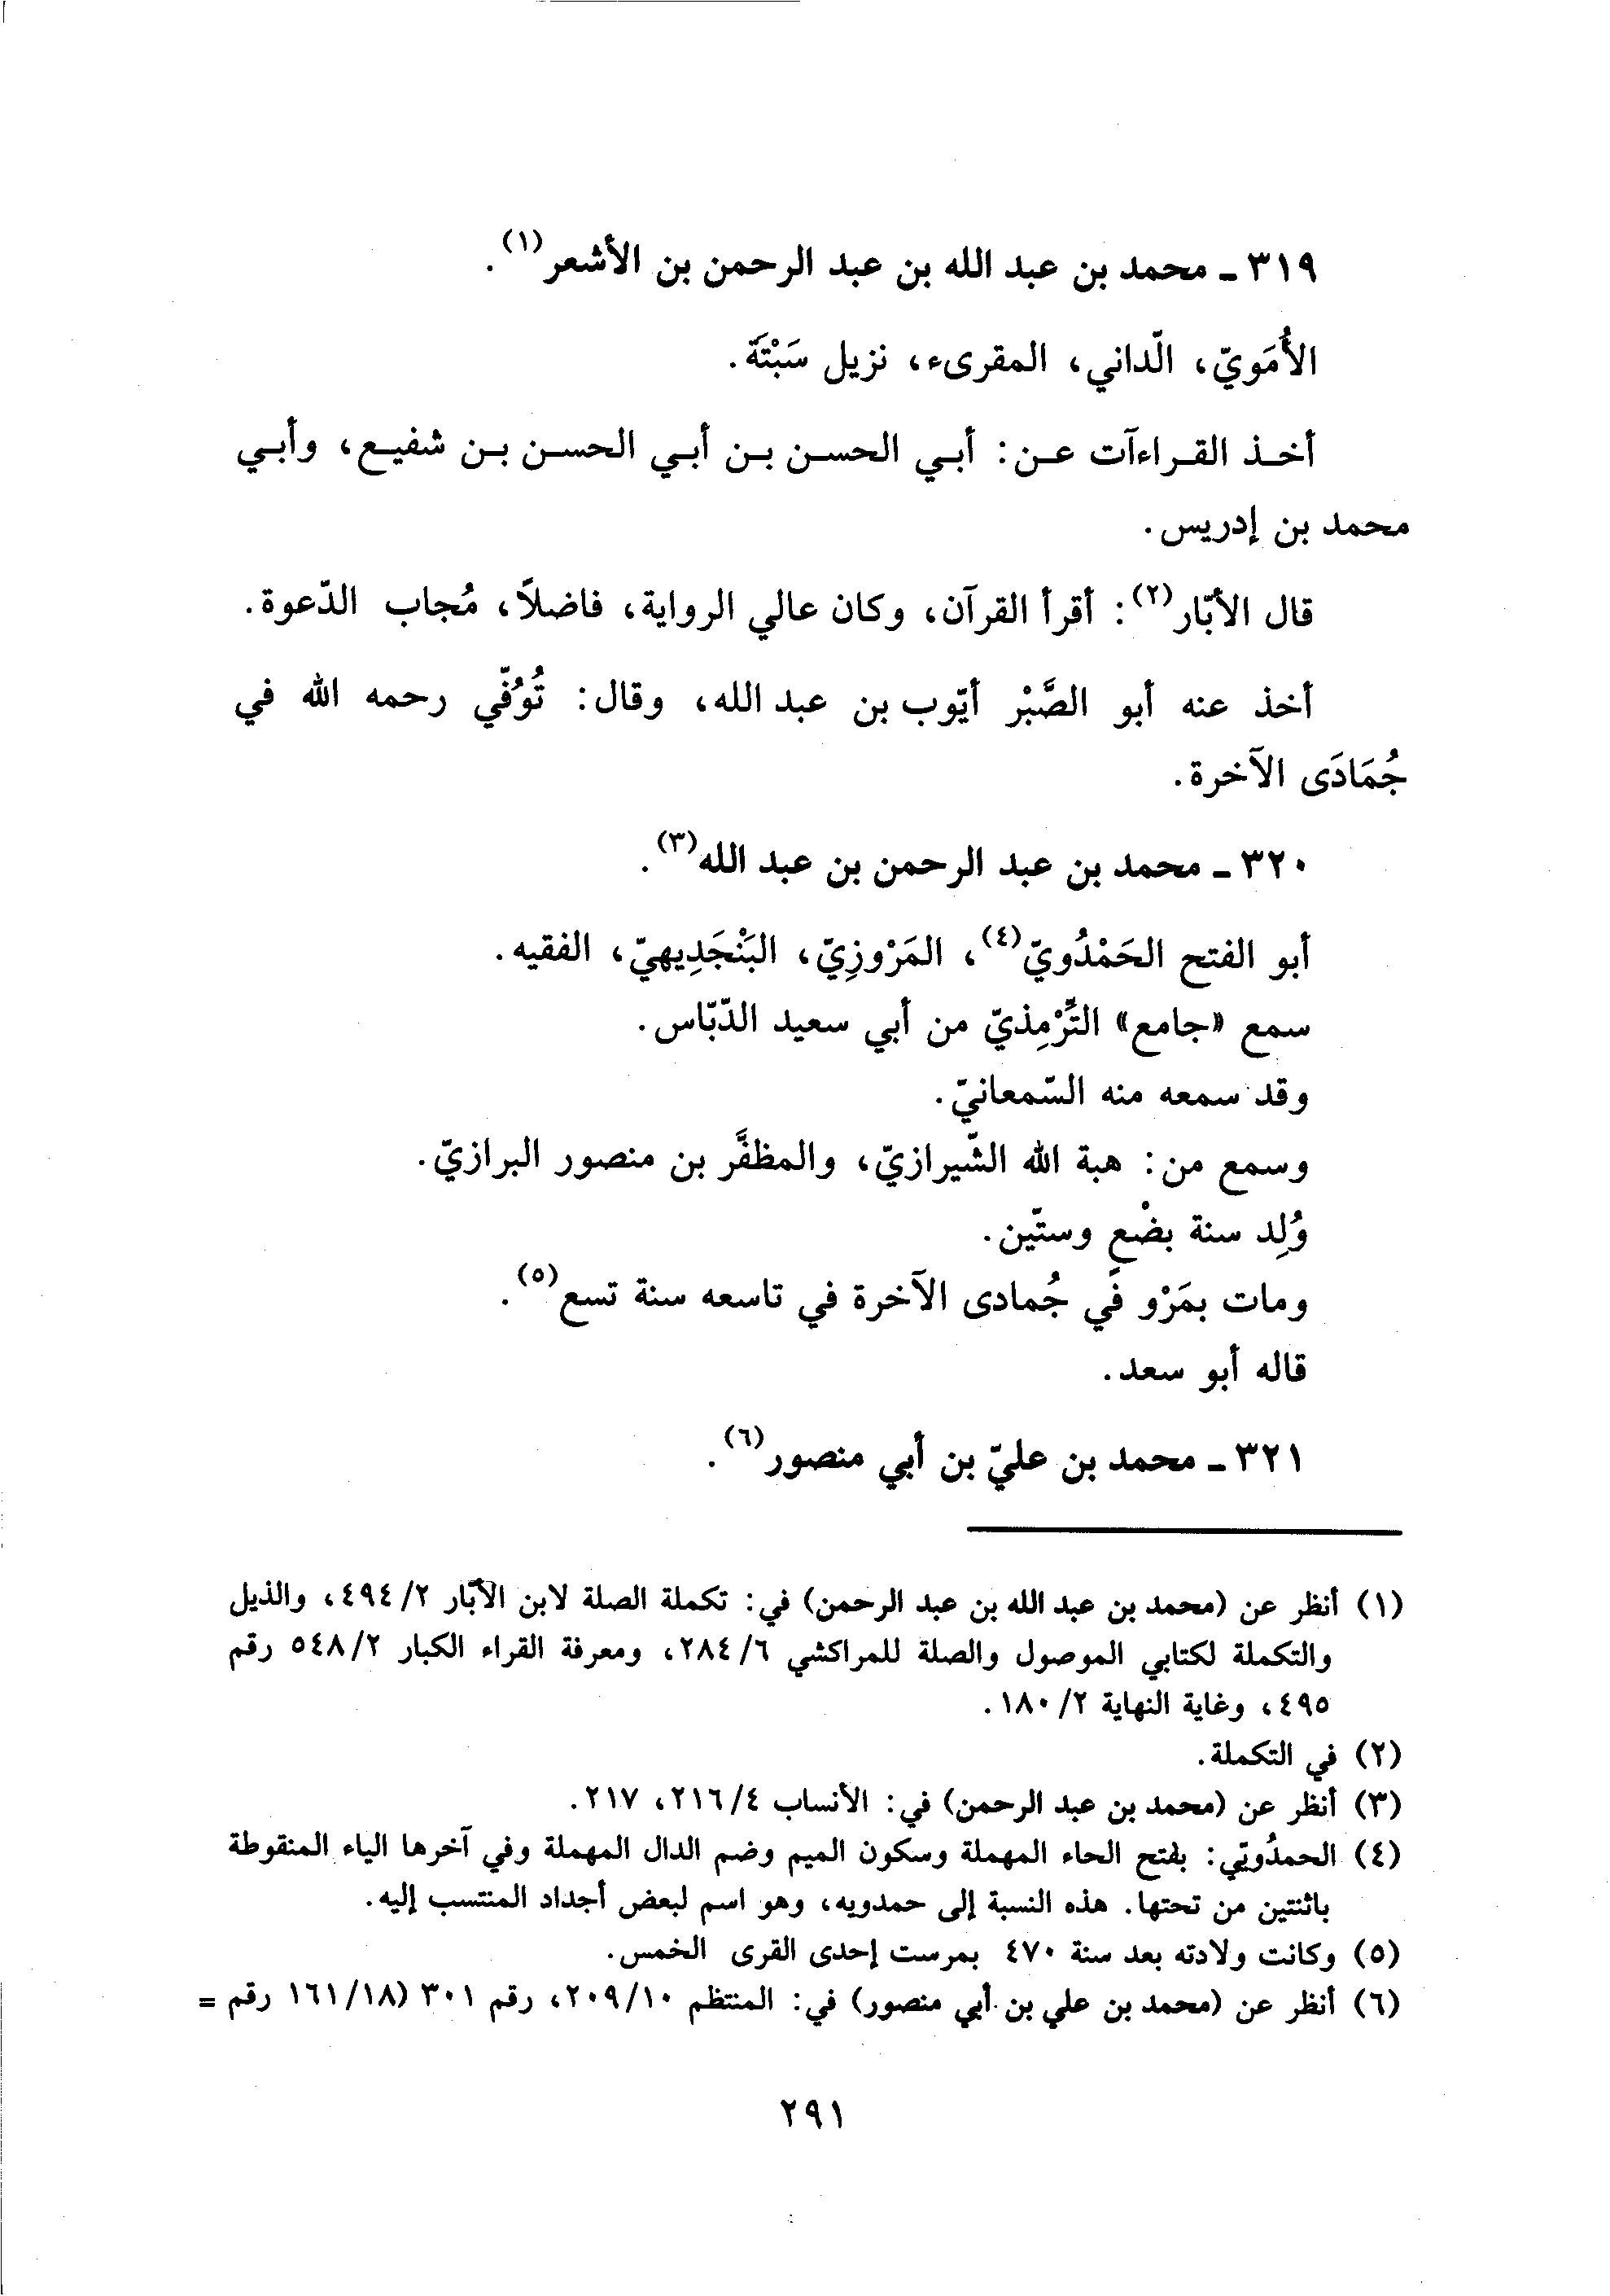 ٣١٩ ـ محمد بن عبد الله بن عبد الرحمن بن الأشعر(١).
الأُمَويّ، الّداني، المقرىء، نزيل سَبْتَة.
أخذ القراءآت عن: أبي الحسن بن أبي الحسن بن شفيع، وأبي
محمد بن إدريس.
قال الأبّار(٢): أقرأ القرآن، وكان عالي الرواية، فاضلاً، مُجاب الدّعوة.
أخذ عنه أبو الصَّبْر أيّوب بن عبد الله، وقال: تُوُفّي رحمه الله في
جُمَادَى الآخرة.
٣٢٠ ـ محمد بن عبد الرحمن بن عبد الله(٣).
أبو الفتح الحَمْدُويّ(٤)، المَرْوزِيّ، البَنْجَدِيهيّ، الفقيه.
سمع «جامع» التِّرْمِذيّ من أبي سعيد الدّبّاس.
وقد سمعه منه السّمعانيّ.
وسمع من: هبة الله الشّيرازيّ، والمظفَّر بن منصور البرازيّ.
وُلِد سنة بضْعٍ وستّين.
ومات بمَرْو في جُمادى الآخرة في تاسعه سنة تسع(٥).
قاله أبو سعد.
٣٢١ ـ محمد بن عليّ بن أبي منصور(٦).
(١) أنظر عن (محمد بن عبد الله بن عبد الرحمن) في: تكملة الصلة لابن الأبّار ٢/٤٩٤، والذيل
والتكملة لكتابي الموصول والصلة للمراكشي ٦/٢٨٤، ومعرفة القراء الكبار ٢/٥٤٨ رقم
٤٩٥، وغاية النهاية ٢/١٨٠.
(٢) في التكملة.
(٣) أنظر عن (محمد بن عبد الرحمن) في: الأنساب ٤/٢١٦، ٢١٧.
(٤) الحمدُويّي: بفتح الحاء المهملة وسكون الميم وضم الدال المهملة وفي آخرها الياء المنقوطة
باثنتين من تحتها. هذه النسبة إلى حمدويه، وهو اسم لبعض أجداد المنتسب إليه.
(٥) وكانت ولادته بعد سنة ٤٧٠ بمرست إحدى القرى الخمس.
(٦) أنظر عن (محمد بن علي بن أبي منصور) في: المنتظم ١٠/٢٠٩، رقم ٣٠١ (١٨/١٦١ رقم =
٢٩١